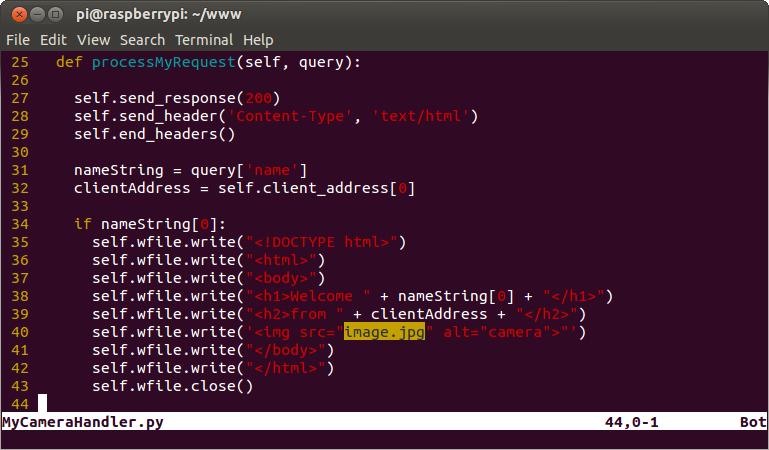 pi@raspberrypi: ~/www
File Edit View Search Terminal Help
25   def processMyRequest(self, query):
26
27     self.send_response(200)
28     self.send_header('Content-Type', 'text/html')
29     self.end_headers()
30
31     nameString = query['name']
32     clientAddress = self.client_address[0]
33
34     if nameString[0]:
35       self.wfile.write("<!DOCTYPE html>")
36       self.wfile.write("<html>")
37       self.wfile.write("<body>")
38       self.wfile.write("<h1>Welcome " + nameString[0] + "</h1>")
39       self.wfile.write("<h2>from " + clientAddress + "</h2>")
40       self.wfile.write('<img src="image.jpg" alt="camera">"')
41       self.wfile.write("</body>")
42       self.wfile.write("</html>")
43       self.wfile.close()
44
MyCameraHandler.py 44,0-1 Bot